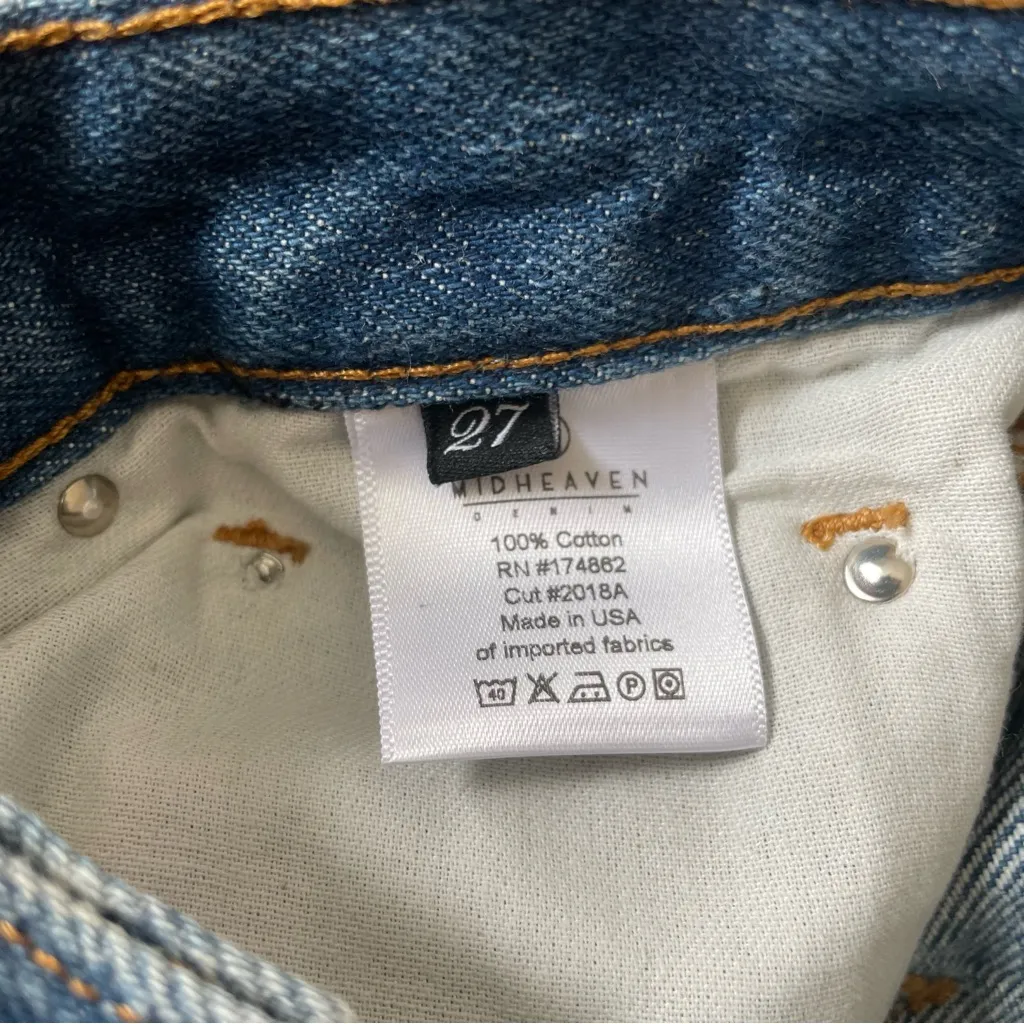 27
MIDHEAVEN
DENIM
100% Cotton
RN #174862
Cut #2018A
Made in USA
of imported fabrics
40 P